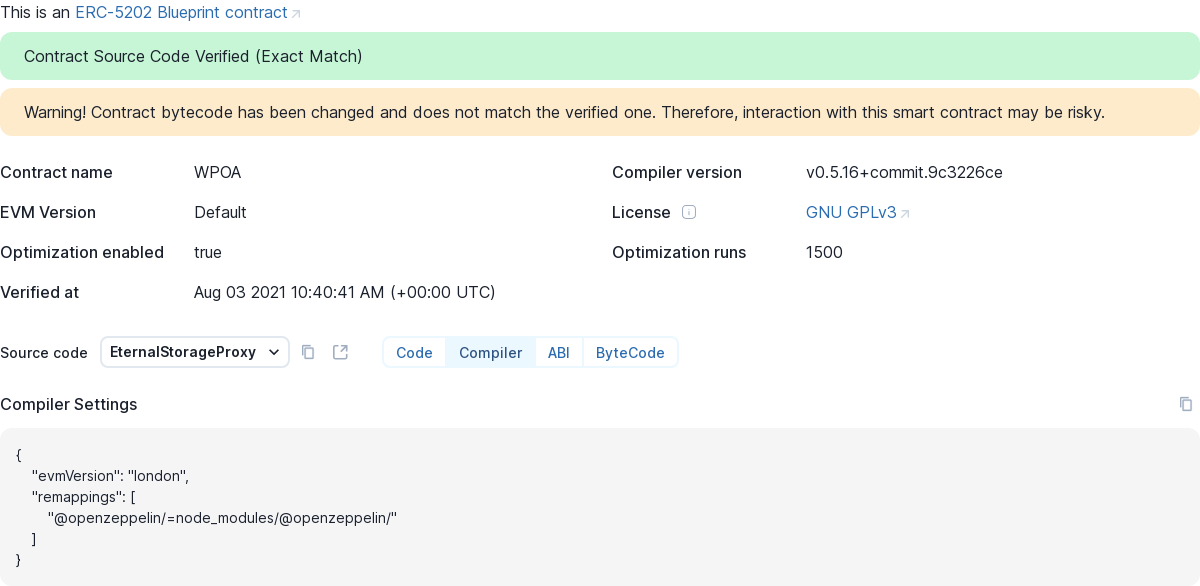 This is an ERC-5202 Blueprint contract
Contract Source Code Verified (Exact Match)
Warning! Contract bytecode has been changed and does not match the verified one. Therefore, interaction with this smart contract may be risky.
Contract name WPOA Compiler version v0.5.16+commit.9c3226ce
EVM Version Default License GNU GPLv3
Optimization enabled true Optimization runs 1500
Verified at Aug 03 2021 10:40:41 AM (+00:00 UTC)
Source code EternalStorageProxy Code Compiler ABI ByteCode
Compiler Settings
{
    "evmVersion": "london",
    "remappings": [
        "@openzeppelin/=node_modules/@openzeppelin/"
    ]
}